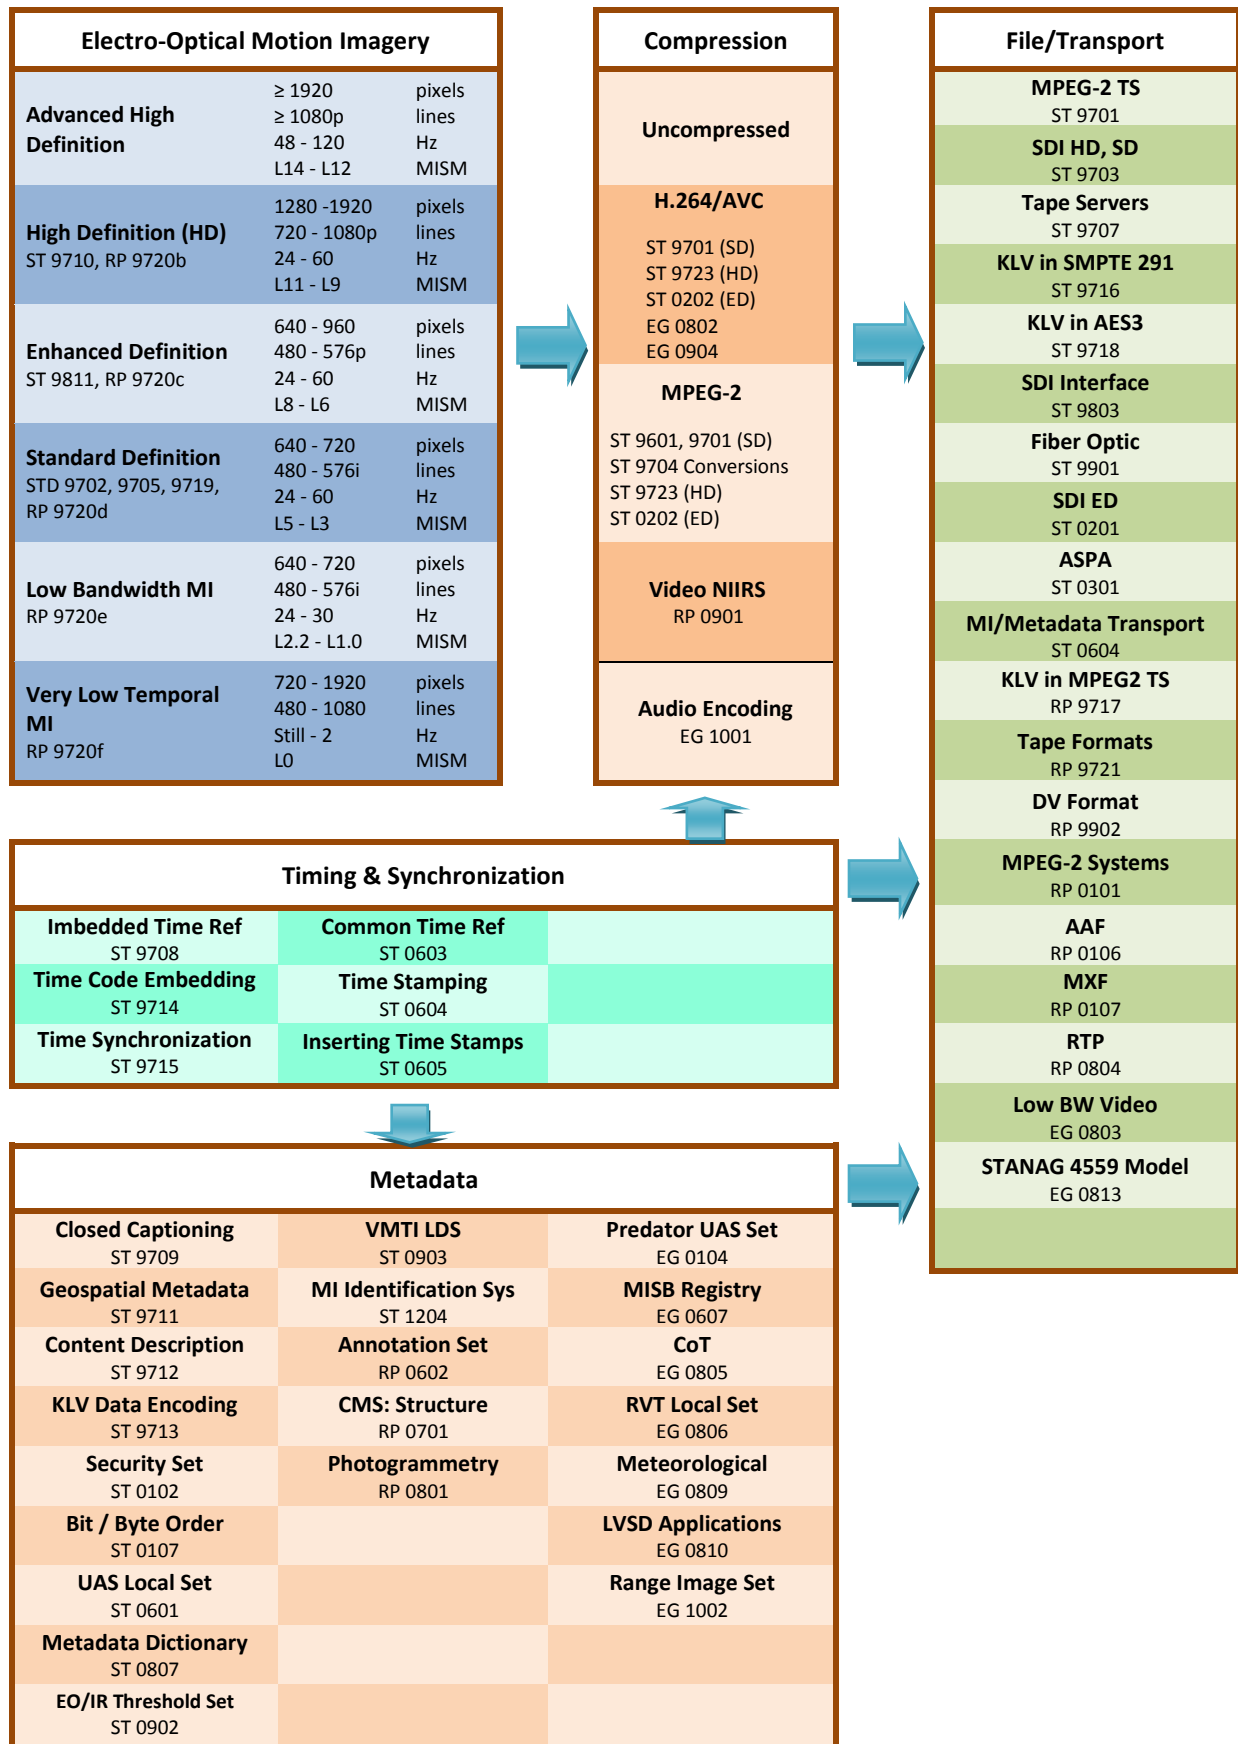 Electro-Optical Motion Imagery
Advanced High
Definition
≥ 1920 pixels
≥ 1080p lines
48 - 120 Hz
L14 - L12 MISM
High Definition (HD)
ST 9710, RP 9720b
1280 -1920 pixels
720 - 1080p lines
24 - 60 Hz
L11 - L9 MISM
Enhanced Definition
ST 9811, RP 9720c
640 - 960 pixels
480 - 576p lines
24 - 60 Hz
L8 - L6 MISM
Standard Definition
STD 9702, 9705, 9719,
RP 9720d
640 - 720 pixels
480 - 576i lines
24 - 60 Hz
L5 - L3 MISM
Low Bandwidth MI
RP 9720e
640 - 720 pixels
480 - 576i lines
24 - 30 Hz
L2.2 - L1.0 MISM
Very Low Temporal
MI
RP 9720f
720 - 1920 pixels
480 - 1080 lines
Still - 2 Hz
L0 MISM
Compression
Uncompressed
H.264/AVC
ST 9701 (SD)
ST 9723 (HD)
ST 0202 (ED)
EG 0802
EG 0904
MPEG-2
ST 9601, 9701 (SD)
ST 9704 Conversions
ST 9723 (HD)
ST 0202 (ED)
Video NIIRS
RP 0901
Audio Encoding
EG 1001
File/Transport
MPEG-2 TS
ST 9701
SDI HD, SD
ST 9703
Tape Servers
ST 9707
KLV in SMPTE 291
ST 9716
KLV in AES3
ST 9718
SDI Interface
ST 9803
Fiber Optic
ST 9901
SDI ED
ST 0201
ASPA
ST 0301
MI/Metadata Transport
ST 0604
KLV in MPEG2 TS
RP 9717
Tape Formats
RP 9721
DV Format
RP 9902
MPEG-2 Systems
RP 0101
AAF
RP 0106
MXF
RP 0107
RTP
RP 0804
Low BW Video
EG 0803
STANAG 4559 Model
EG 0813
Timing & Synchronization
Imbedded Time Ref
ST 9708
Common Time Ref
ST 0603
Time Code Embedding
ST 9714
Time Stamping
ST 0604
Time Synchronization
ST 9715
Inserting Time Stamps
ST 0605
Metadata
Closed Captioning
ST 9709
VMTI LDS
ST 0903
Predator UAS Set
EG 0104
Geospatial Metadata
ST 9711
MI Identification Sys
ST 1204
MISB Registry
EG 0607
Content Description
ST 9712
Annotation Set
RP 0602
CoT
EG 0805
KLV Data Encoding
ST 9713
CMS: Structure
RP 0701
RVT Local Set
EG 0806
Security Set
ST 0102
Photogrammetry
RP 0801
Meteorological
EG 0809
Bit / Byte Order
ST 0107
LVSD Applications
EG 0810
UAS Local Set
ST 0601
Range Image Set
EG 1002
Metadata Dictionary
ST 0807
EO/IR Threshold Set
ST 0902